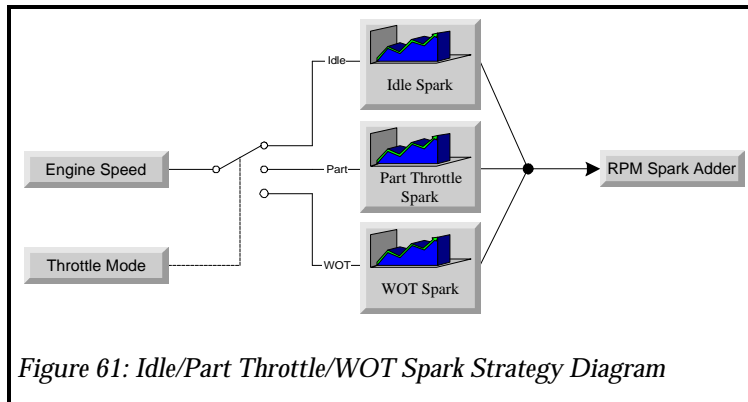 Idle
Idle Spark
Engine Speed
Part
Part Throttle
Spark
RPM Spark Adder
Throttle Mode
WOT
WOT Spark
Figure 61: Idle/Part Throttle/WOT Spark Strategy Diagram